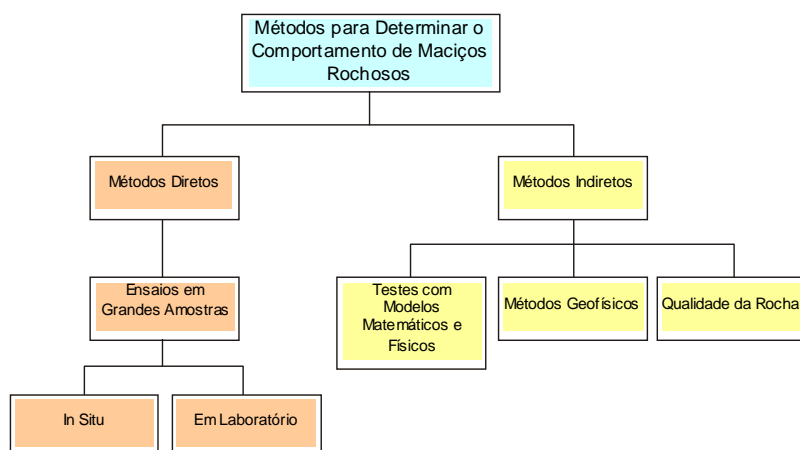 Métodos para Determinar o
Comportamento de Maciços
Rochosos
Métodos Diretos
Métodos Indiretos
Ensaios em
Grandes Amostras
Testes com
Modelos
Matemáticos e
Físicos
Métodos Geofísicos
Qualidade da Rocha
In Situ
Em Laboratório